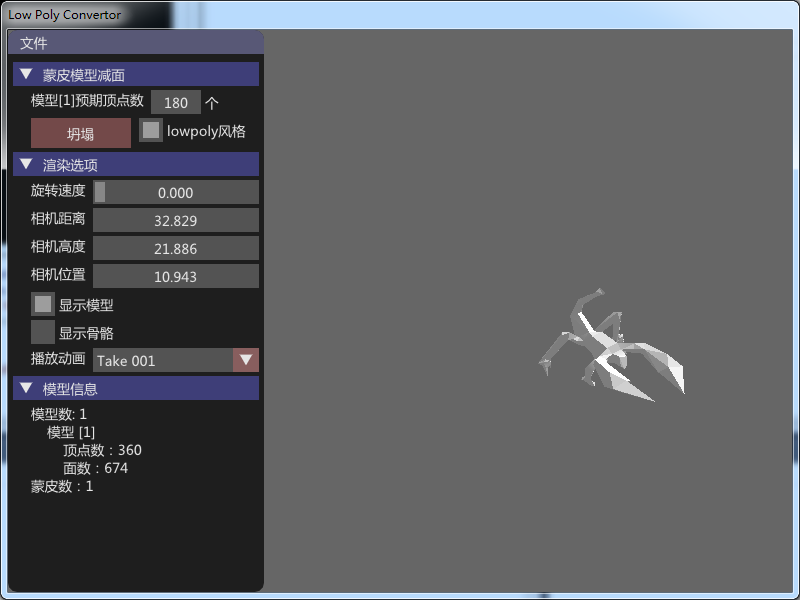 Low Poly Convertor
文件
蒙皮模型减面
模型[1]预期顶点数 180 个
坍塌 lowpoly风格
渲染选项
旋转速度 0.000
相机距离 32.829
相机高度 21.886
相机位置 10.943
显示模型
显示骨骼
播放动画 Take 001
模型信息
模型数: 1
模型 [1]
顶点数：360
面数：674
蒙皮数：1